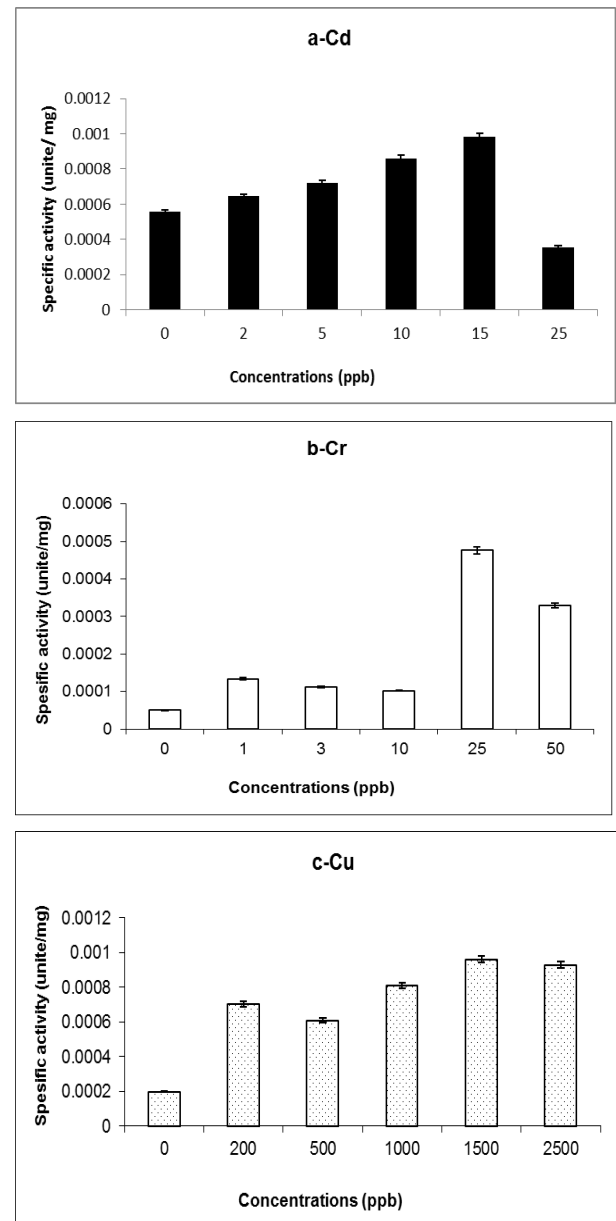 a-Cd
Specific activity (unite/ mg)
0.0012
0.001
0.0008
0.0006
0.0004
0.0002
0
0 2 5 10 15 25
Concentrations (ppb)
b-Cr
Spesific activity (unite/mg)
0.0006
0.0005
0.0004
0.0003
0.0002
0.0001
0
0 1 3 10 25 50
Concentrations (ppb)
c-Cu
Spesific activity (unite/mg)
0.0012
0.001
0.0008
0.0006
0.0004
0.0002
0
0 200 500 1000 1500 2500
Concentrations (ppb)